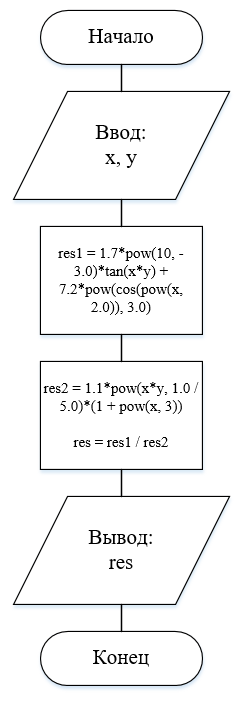 Начало
Ввод:
x, y
res1 = 1.7*pow(10, -
3.0)*tan(x*y) +
7.2*pow(cos(pow(x,
2.0)), 3.0)
res2 = 1.1*pow(x*y, 1.0 /
5.0)*(1 + pow(x, 3))
res = res1 / res2
Вывод:
res
Конец